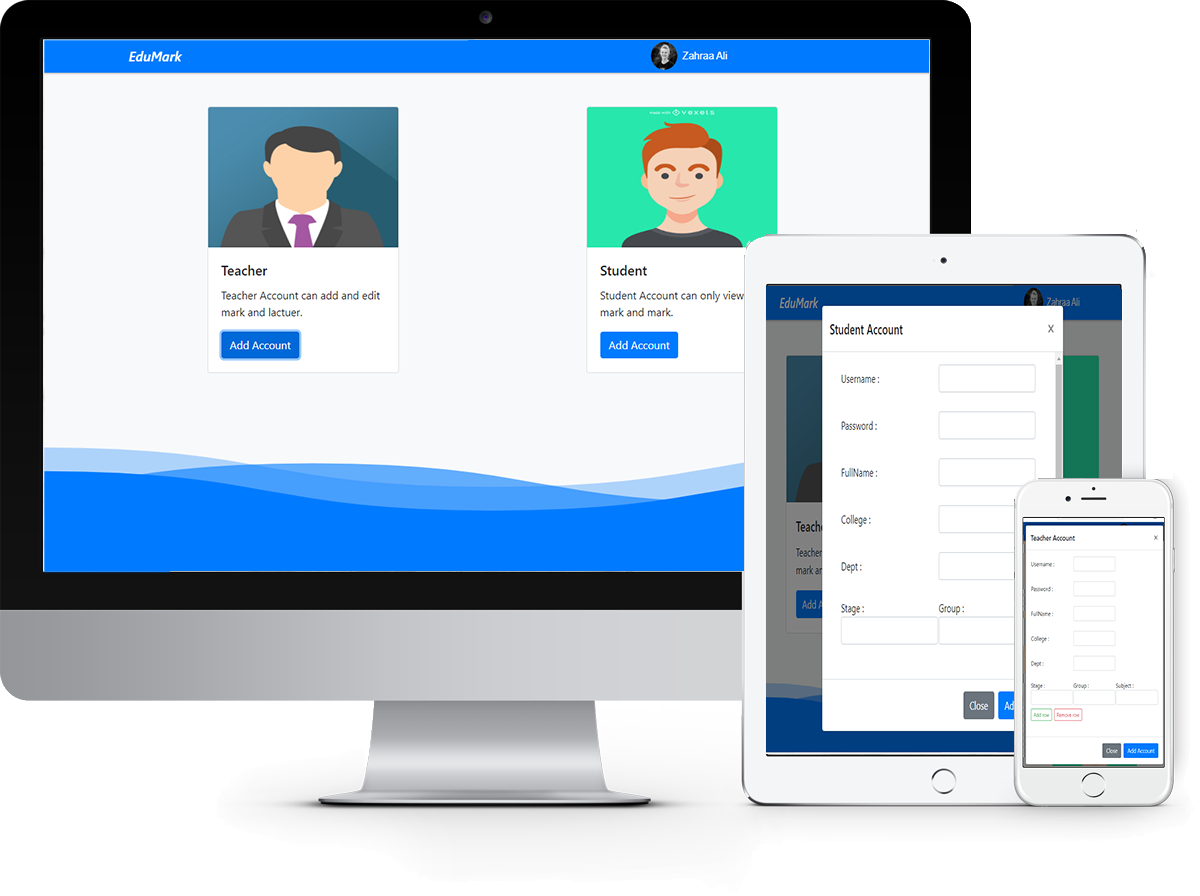 EduMark
Zahraa Ali
made with vexels
Teacher
Teacher Account can add and edit
mark and lactuer.
Add Account
Student
Student Account can only view
mark and mark.
Add Account
EduMark
Zahraa Ali
Student Account
X
Username :
Password :
FullName :
College :
Dept :
Stage :
Group :
Close
Ad
Teach
Teacher
mark an
Add A
Teacher Account
x
Username :
Password :
FullName :
College :
Dept :
Stage :
Group :
Subject :
Add row
Remove row
Close
Add Account